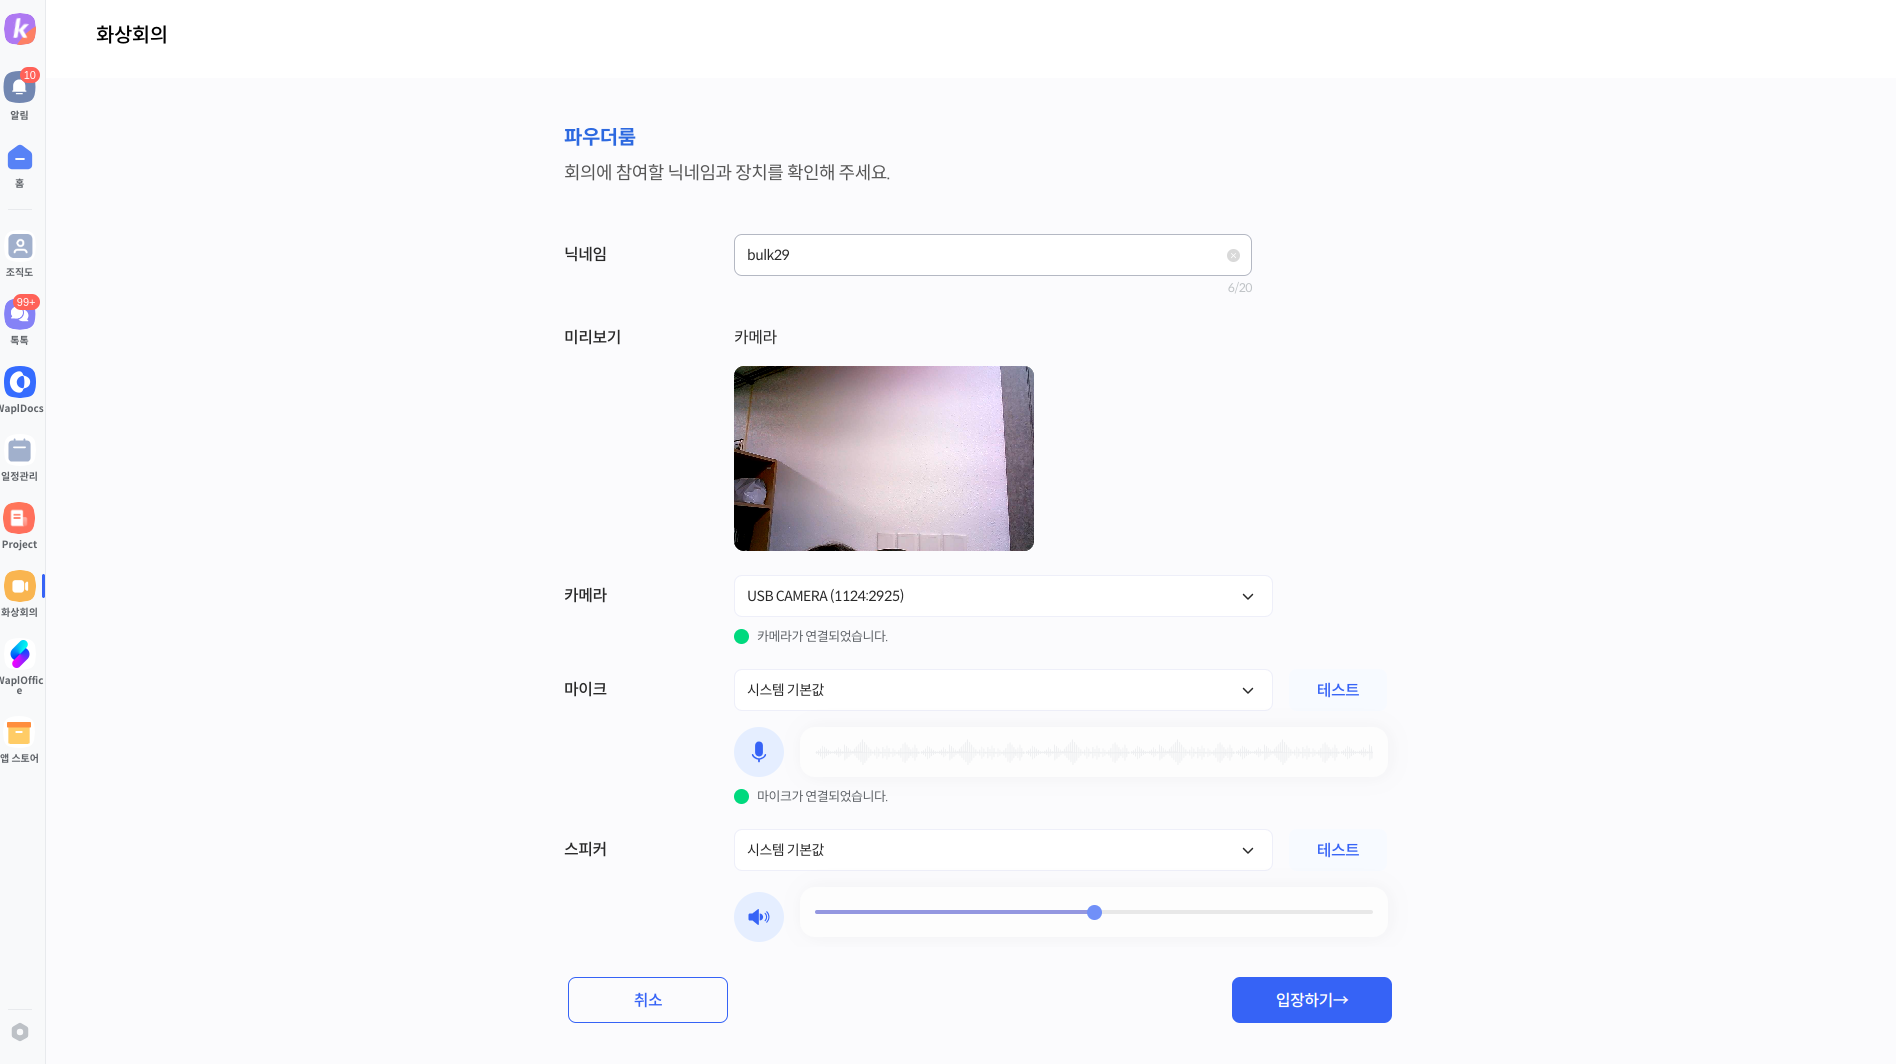 화상회의
k
10
알림
홈
조직도
99+
톡톡
WaplDocs
일정관리
Project
화상회의
WaplOffic
e
앱 스토어
파우더룸
회의에 참여할 닉네임과 장치를 확인해 주세요.
닉네임
bulk29
6/20
미리보기
카메라
카메라
USB CAMERA (1124:2925)
카메라가 연결되었습니다.
마이크
시스템 기본값
테스트
마이크가 연결되었습니다.
스피커
시스템 기본값
테스트
취소
입장하기→